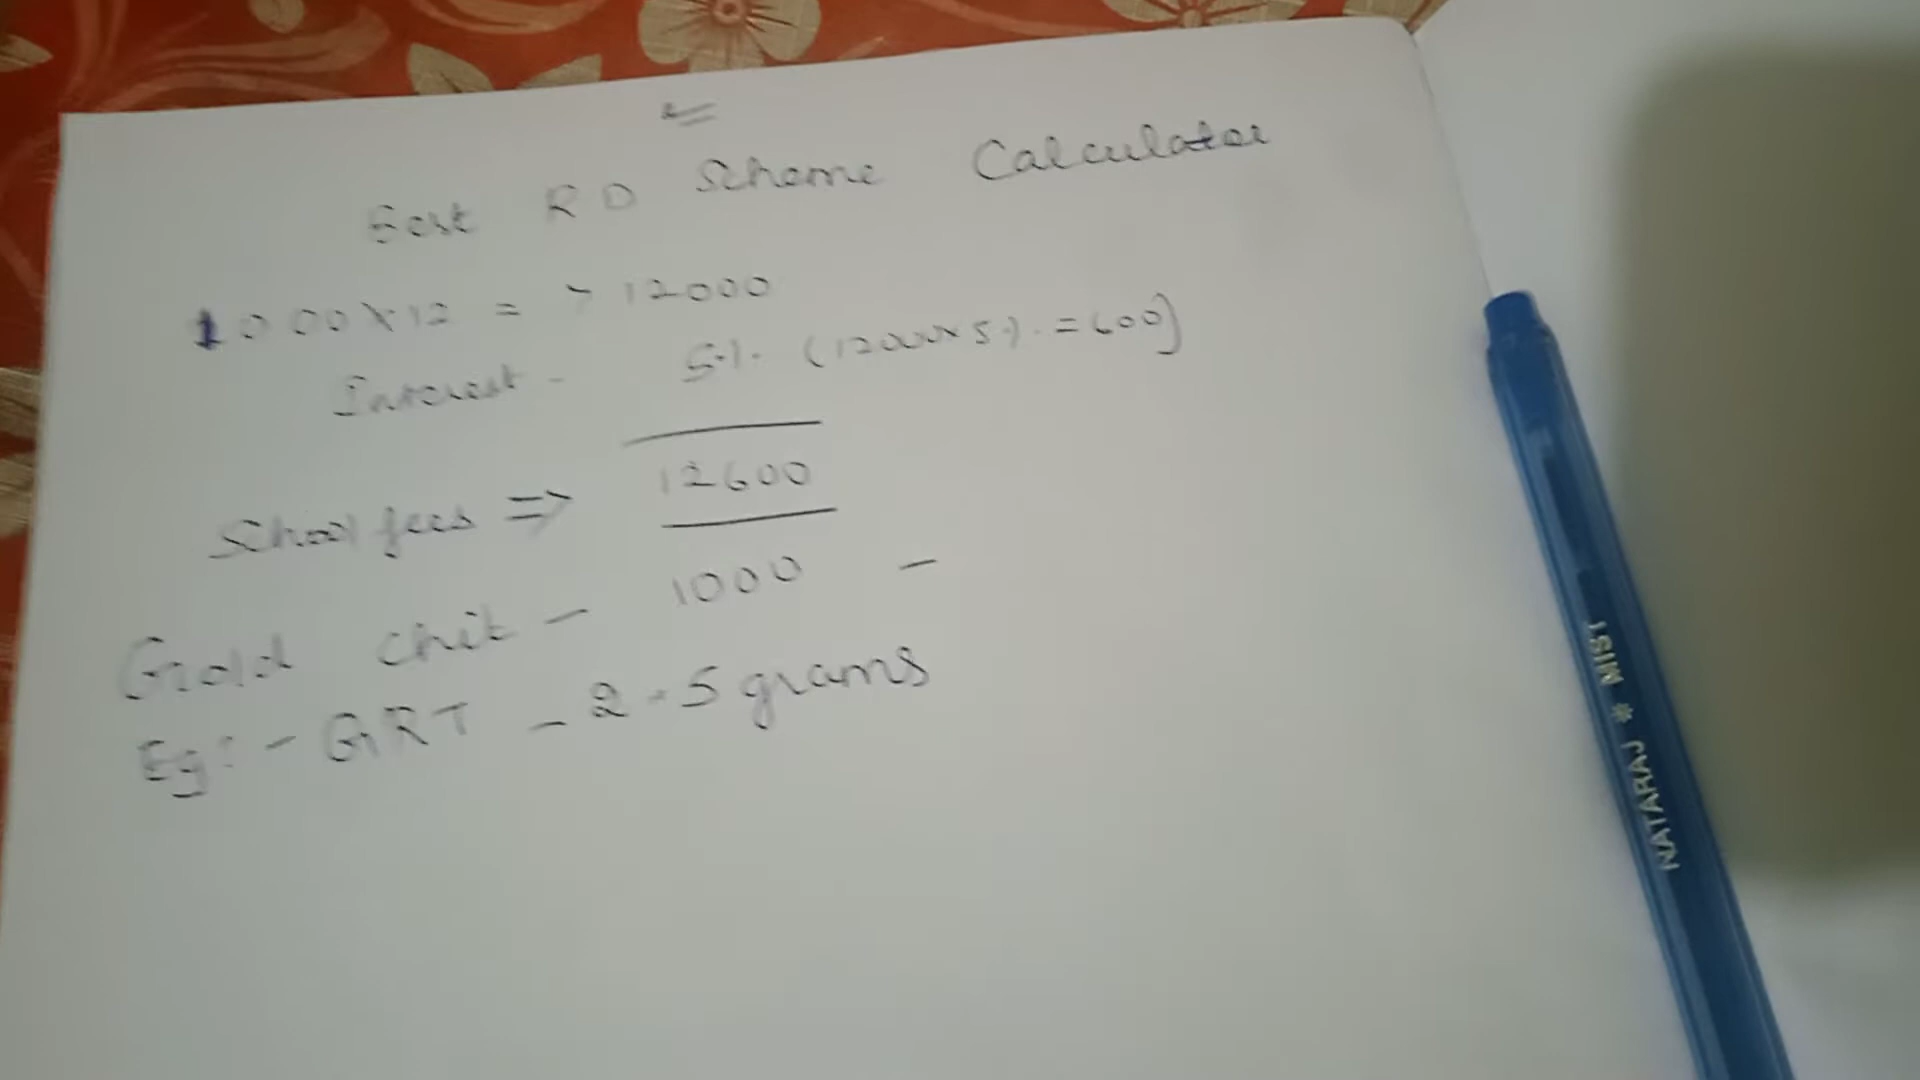 Best RD Scheme Calculator
1000 X 12 = > 12000
Interest - 5% (12000 x 5% = 600)
12600
School fees =>
Gold chit - 1000 -
Eg:- GRT - 2.5 grams
NATARAJ * MIST